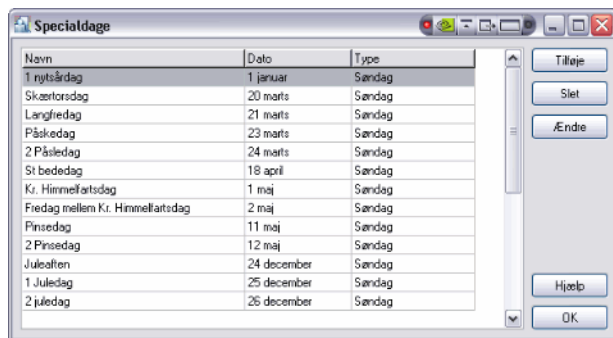 Specialdage
Navn Dato Type
1 nytsårdag 1 januar Søndag
Skærtorsdag 20 marts Søndag
Langfredag 21 marts Søndag
Påskedag 23 marts Søndag
2 Påsledag 24 marts Søndag
St bededag 18 april Søndag
Kr. Himmelfartsdag 1 maj Søndag
Fredag mellem Kr. Himmelfartsdag 2 maj Søndag
Pinsedag 11 maj Søndag
2 Pinsedag 12 maj Søndag
Juleaften 24 december Søndag
1 Juledag 25 december Søndag
2 juledag 26 december Søndag
Tilføje
Slet
Ændre
Hjælp
OK